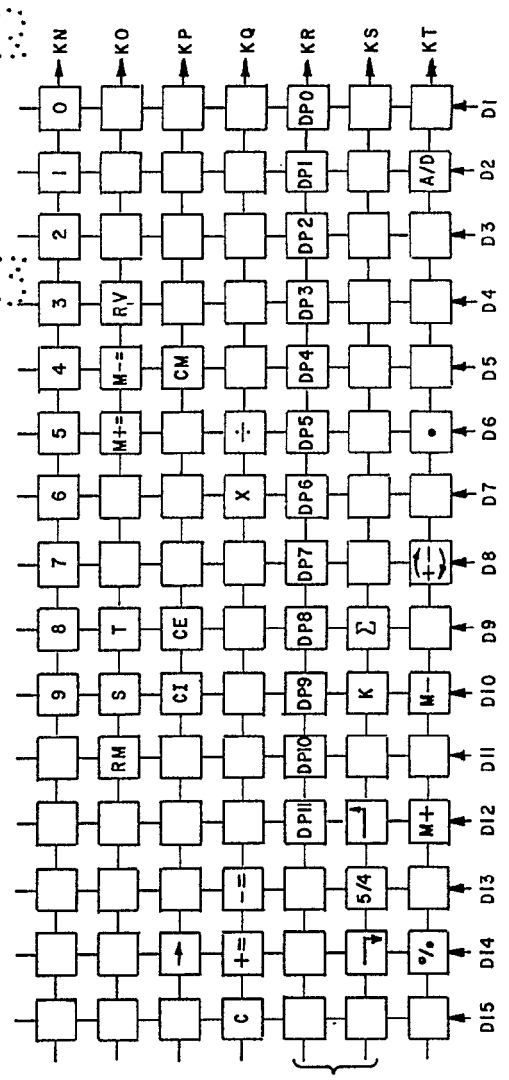 9 8 7 6 5 4 3 2 1 0 KN
RM S T M+= M-= RV KO
→ CI CE CM KP
C += -= X ÷ KQ
DP11 DP10 DP9 DP8 DP7 DP6 DP5 DP4 DP3 DP2 DP1 DP0 KR
5/4 K Σ KS
% M+ M- (+-) • A/D KT
D15 D14 D13 D12 D11 D10 D9 D8 D7 D6 D5 D4 D3 D2 D1